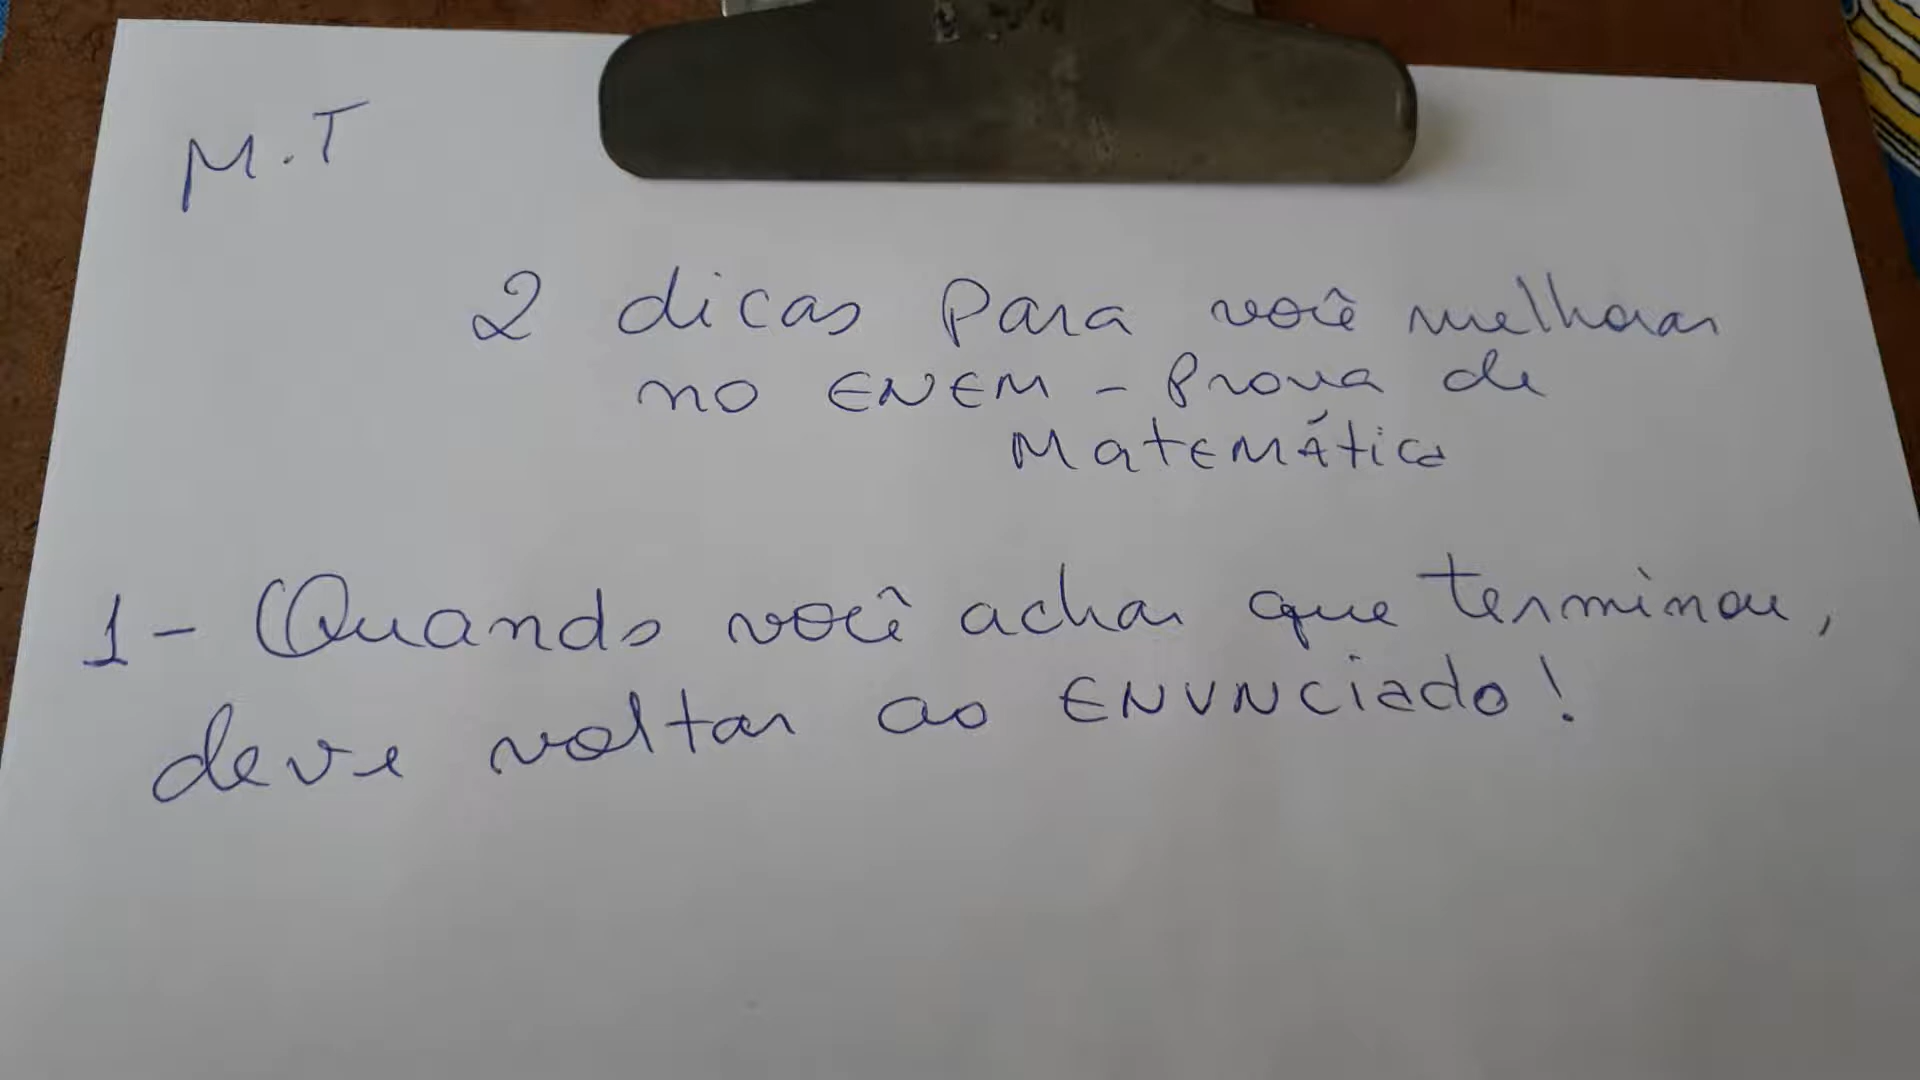 M.T
2 dicas para você melhorar
no ENEM - Prova de
Matemática
1- Quando você achar que terminou,
deve voltar ao ENUNCiado!